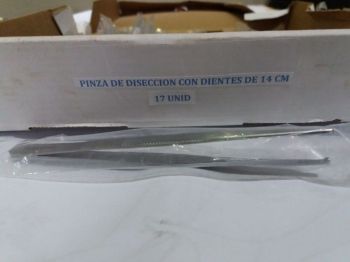 PINZA DE DISECCION CON DIENTES DE 14 CM
17 UNID